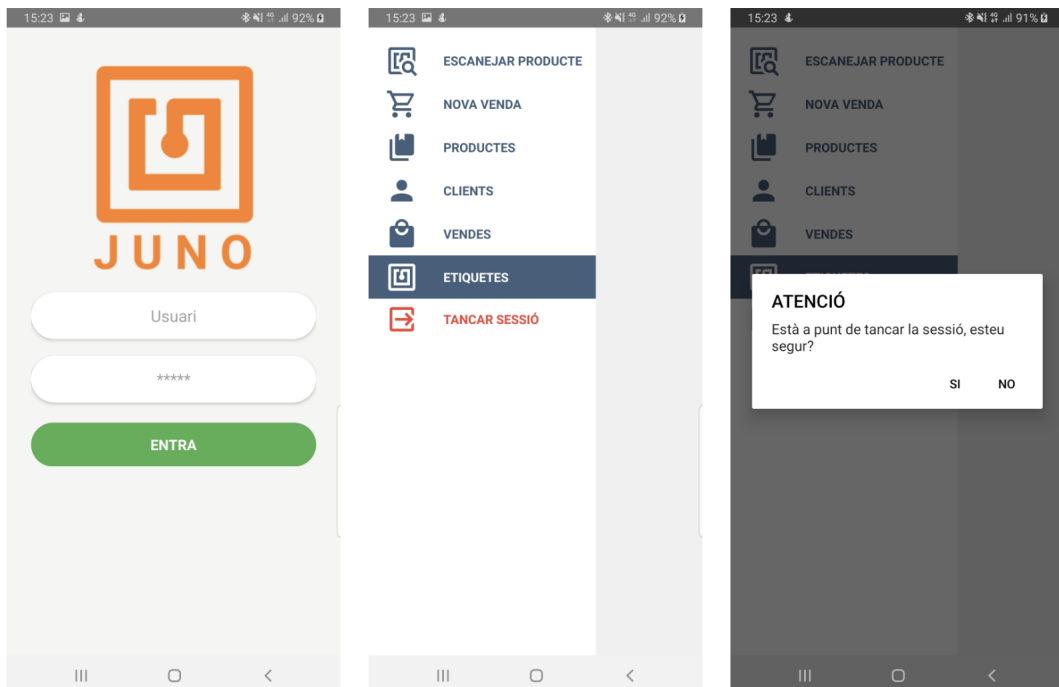 15:23 92%
JUNO
Usuari
*****
ENTRA
15:23 4G 92%
ESCANEJAR PRODUCTE
NOVA VENDA
PRODUCTES
CLIENTS
VENDES
ETIQUETES
TANCAR SESSIÓ
15:23 4G 91%
ESCANEJAR PRODUCTE
NOVA VENDA
PRODUCTES
CLIENTS
VENDES
ATENCIÓ
Està a punt de tancar la sessió, esteu
segur?
SI NO